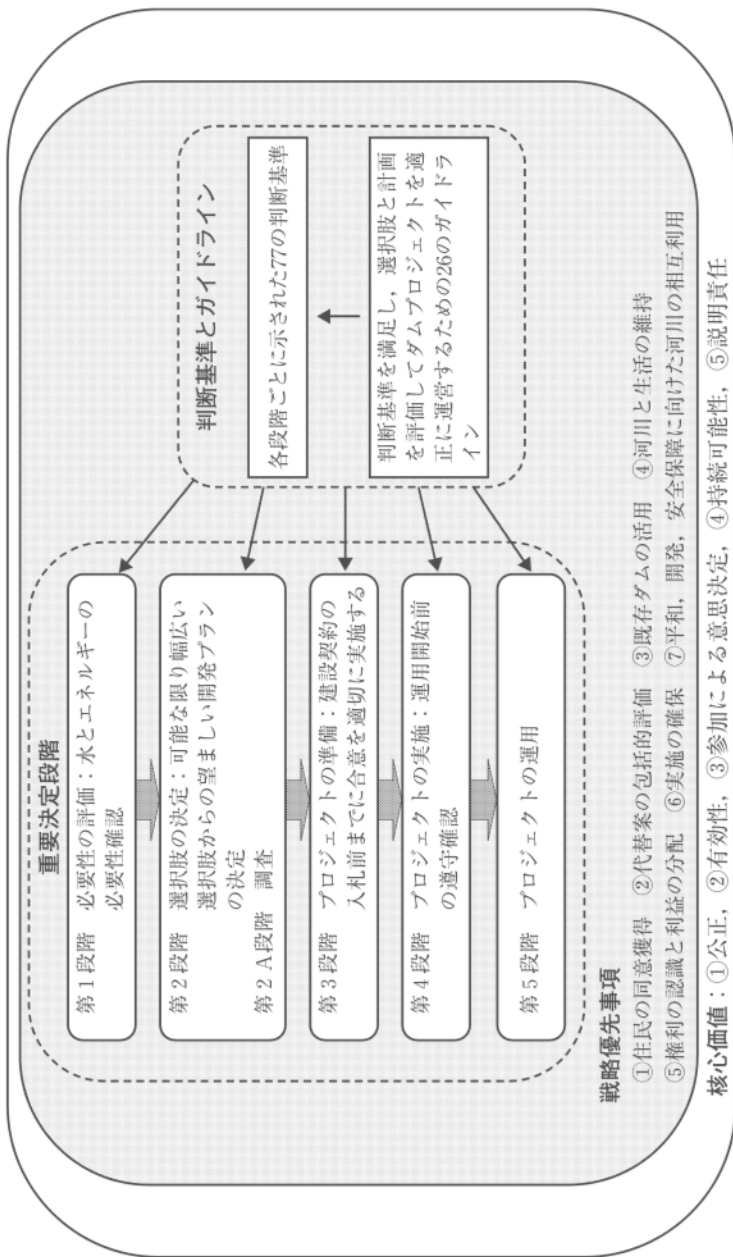 重要決定段階
第1段階 必要性の評価：水とエネルギーの
必要性確認
第2段階 選択肢の決定：可能な限り幅広い
選択肢からの望ましい開発プラン
の決定
第2A段階 調査
第3段階 プロジェクトの準備：建設契約の
入札前までに合意を適切に実施する
第4段階 プロジェクトの実施：運用開始前
の遵守確認
第5段階 プロジェクトの運用
判断基準とガイドライン
各段階ごとに示された77の判断基準
判断基準を満足し，選択肢と計画
を評価してダムプロジェクトを適
正に運営するための26のガイドラ
イン
戦略優先事項
①住民の同意獲得 ②代替案の包括的評価 ③既存ダムの活用 ④河川と生活の維持
⑤権利の認識と利益の分配 ⑥実施の確保 ⑦平和，開発，安全保障に向けた河川の相互利用
核心価値：①公正，②有効性，③参加による意思決定，④持続可能性，⑤説明責任